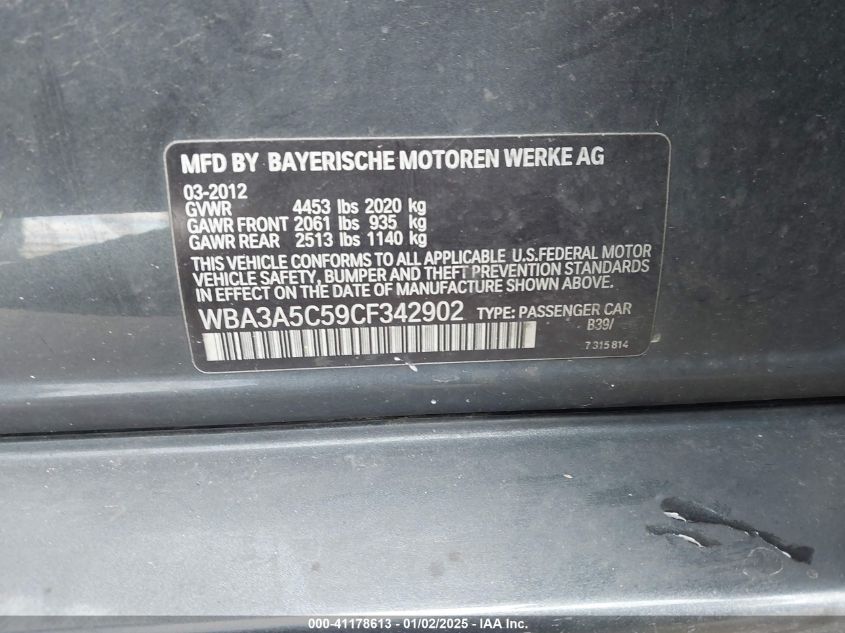 MFD BY BAYERISCHE MOTOREN WERKE AG
03-2012
GVWR 4453 lbs 2020 kg
GAWR FRONT 2061 lbs 935 kg
GAWR REAR 2513 lbs 1140 kg
THIS VEHICLE CONFORMS TO ALL APPLICABLE U.S.FEDERAL MOTOR
VEHICLE SAFETY, BUMPER AND THEFT PREVENTION STANDARDS
IN EFFECT ON THE DATE OF MANUFACTURE SHOWN ABOVE.
WBA3A5C59CF342902 TYPE: PASSENGER CAR
B39/
7 315 814
000-41178613 - 01/02/2025 - IAA Inc.